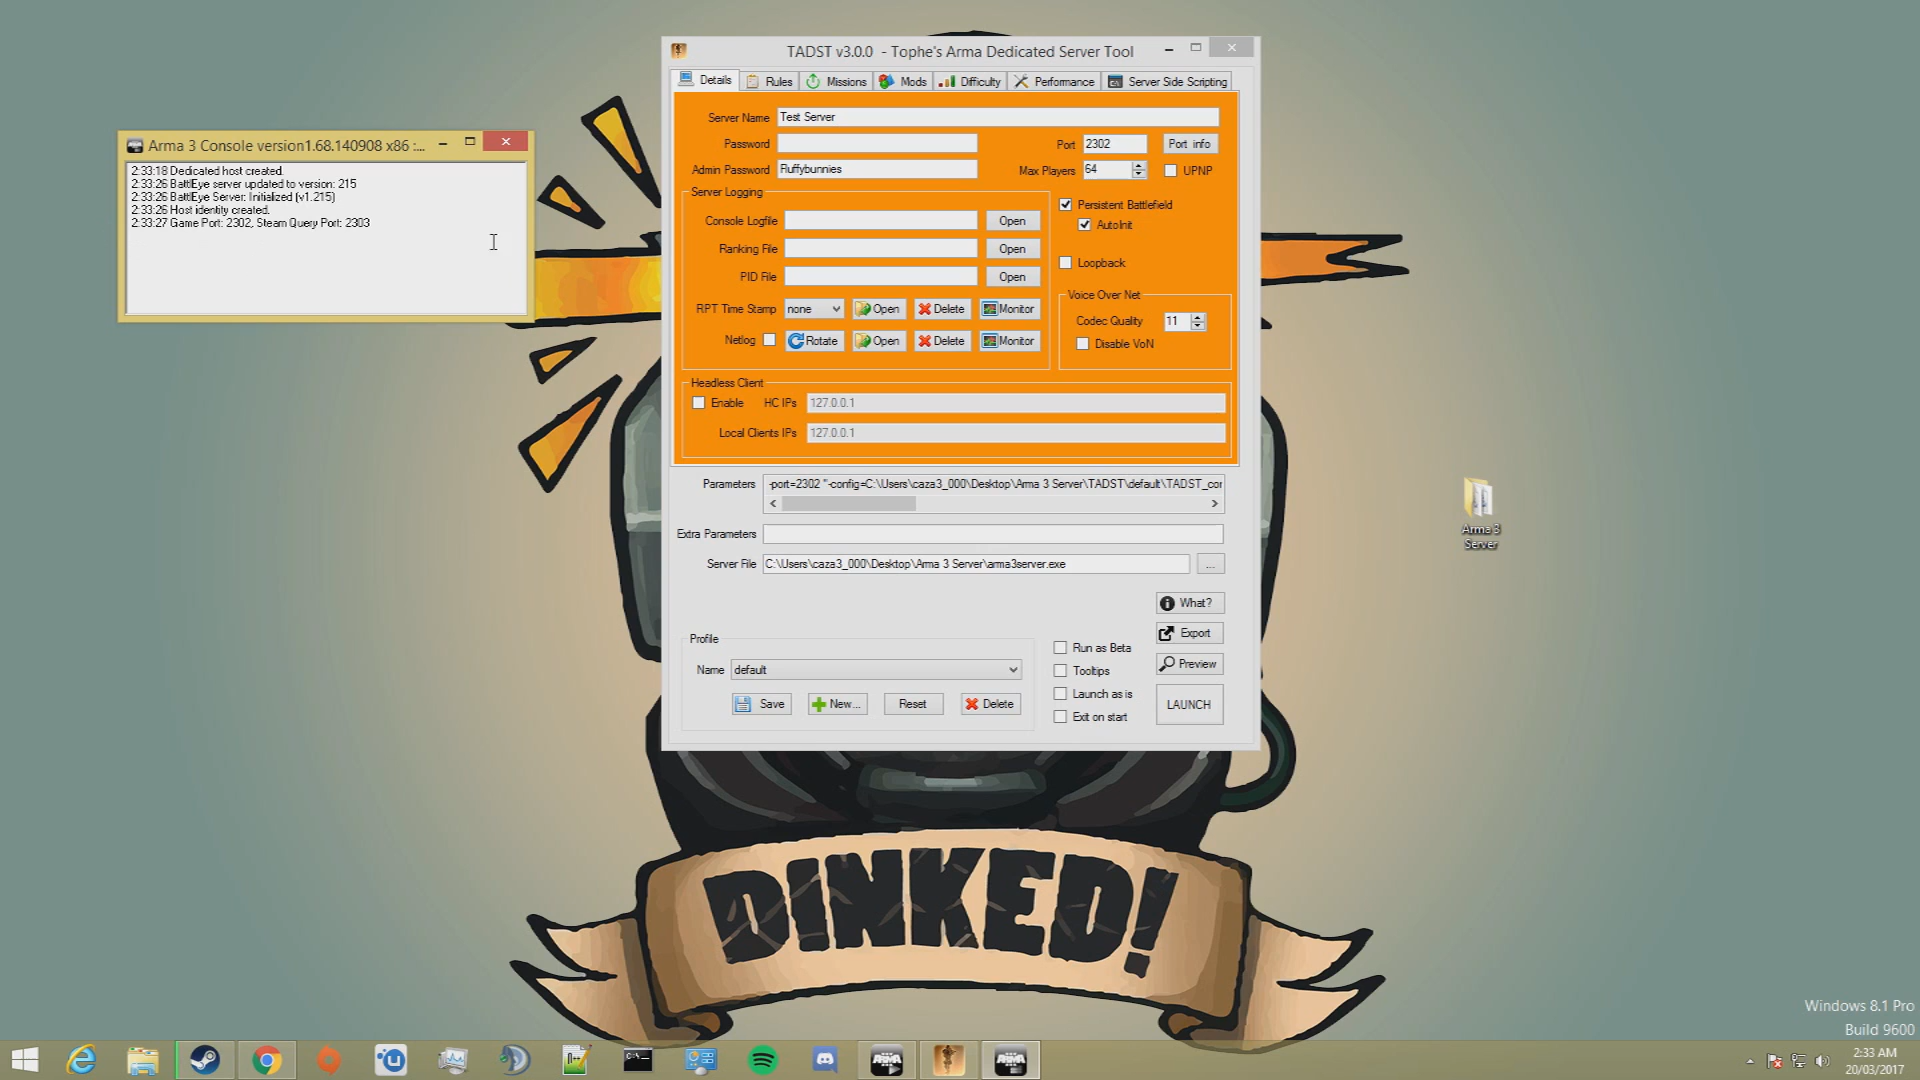 TADST v3.0.0 - Tophe's Arma Dedicated Server Tool
Details
Rules
Missions
Mods
Difficulty
Performance
Server Side Scripting
Server Name
Test Server
Password
Port
2302
Port info
Admin Password
Fluffybunnies
Max Players
64
UPNP
Server Logging
Console Logfile
Open
Ranking File
Open
PID File
Open
RPT Time Stamp
none
Open
Delete
Monitor
Netlog
Rotate
Open
Delete
Monitor
Persistent Battlefield
AutoInit
Loopback
Voice Over Net
Codec Quality
11
Disable VoN
Headless Client
Enable
HC IPs
127.0.0.1
Local Clients IPs
127.0.0.1
Parameters
-port=2302 "-config=C:\Users\caza3_000\Desktop\Arma 3 Server\TADST\default\TADST_cor
Extra Parameters
Server File
C:\Users\caza3_000\Desktop\Arma 3 Server\arma3server.exe
...
What?
Export
Preview
LAUNCH
Profile
Name
default
Save
New...
Reset
Delete
Run as Beta
Tooltips
Launch as is
Exit on start
Arma 3 Console version1.68.140908 x86 :...
2:33:18 Dedicated host created.
2:33:26 BattlEye server updated to version: 215
2:33:26 BattlEye Server: Initialized (v1.215)
2:33:26 Host identity created.
2:33:27 Game Port: 2302, Steam Query Port: 2303
Arma 3
Server
DINKED!
Windows 8.1 Pro
Build 9600
2:33 AM
20/03/2017